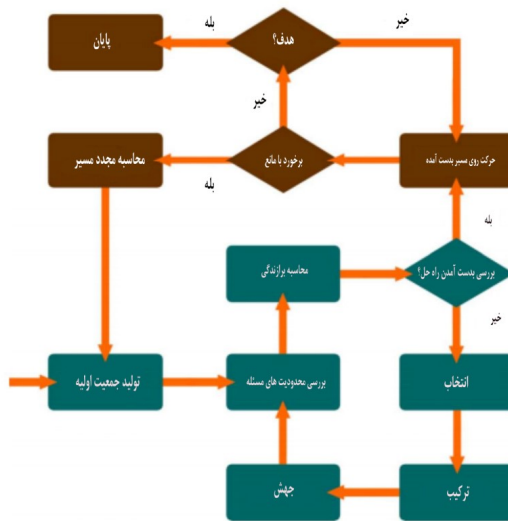 خیر
بله
هدف؟
پایان
خیر
حرکت روی مسیر بدست آمده
برخورد با مانع
محاسبه مجدد مسیر
بله
بله
بررسی بدست آمدن راه حل؟
محاسبه برازندگی
خیر
انتخاب
بررسی محدودیت های مسئله
تولید جمعیت اولیه
ترکیب
جهش